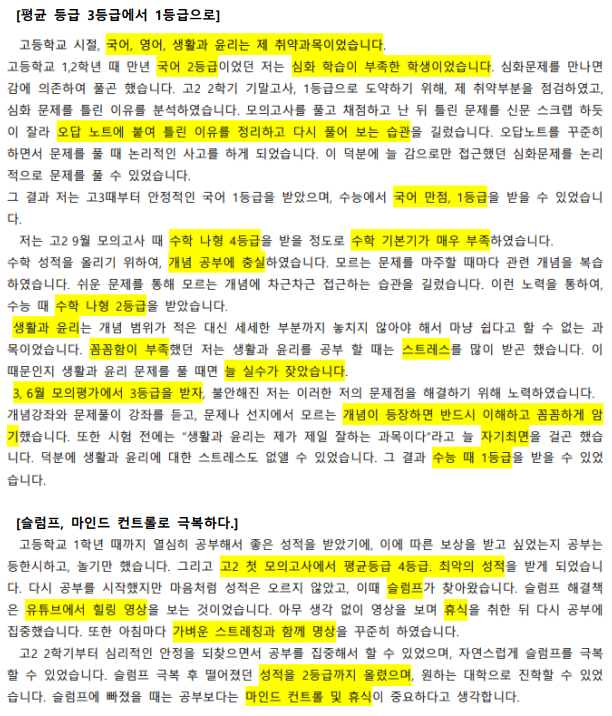 [평균 등급 3등급에서 1등급으로]
고등학교 시절, 국어, 영어, 생활과 윤리는 제 취약과목이었습니다.
고등학교 1,2학년 때 만년 국어 2등급이었던 저는 심화 학습이 부족한 학생이었습니다. 심화문제를 만나면
감에 의존하여 풀곤 했습니다. 고2 2학기 기말고사, 1등급으로 도약하기 위해, 제 취약부분을 점검하였고,
심화 문제를 틀린 이유를 분석하였습니다. 모의고사를 풀고 채점하고 난 뒤 틀린 문제를 신문 스크랩 하듯
이 잘라 오답 노트에 붙여 틀린 이유를 정리하고 다시 풀어 보는 습관을 길렀습니다. 오답노트를 꾸준히
하면서 문제를 풀 때 논리적인 사고를 하게 되었습니다. 이 덕분에 늘 감으로만 접근했던 심화문제를 논리
적으로 문제를 풀 수 있었습니다.
그 결과 저는 고3때부터 안정적인 국어 1등급을 받았으며, 수능에서 국어 만점, 1등급을 받을 수 있었습니
다.
저는 고2 9월 모의고사 때 수학 나형 4등급을 받을 정도로 수학 기본기가 매우 부족하였습니다.
수학 성적을 올리기 위하여, 개념 공부에 충실하였습니다. 모르는 문제를 마주할 때마다 관련 개념을 복습
하였습니다. 쉬운 문제를 통해 모르는 개념에 차근차근 접근하는 습관을 길렀습니다. 이런 노력을 통하여,
수능 때 수학 나형 2등급을 받았습니다.
생활과 윤리는 개념 범위가 적은 대신 세세한 부분까지 놓치지 않아야 해서 마냥 쉽다고 할 수 없는 과
목이었습니다. 꼼꼼함이 부족했던 저는 생활과 윤리를 공부 할 때는 스트레스를 많이 받곤 했습니다. 이
때문인지 생활과 윤리 문제를 풀 때면 늘 실수가 잦았습니다.
3, 6월 모의평가에서 3등급을 받자, 불안해진 저는 이러한 저의 문제점을 해결하기 위해 노력하였습니다.
개념강좌와 문제풀이 강좌를 듣고, 문제나 선지에서 모르는 개념이 등장하면 반드시 이해하고 꼼꼼하게 암
기했습니다. 또한 시험 전에는 "생활과 윤리는 제가 제일 잘하는 과목이다"라고 늘 자기최면을 걸곤 했습
니다. 덕분에 생활과 윤리에 대한 스트레스도 없앨 수 있었습니다. 그 결과 수능 때 1등급을 받을 수 있었
습니다.
[슬럼프, 마인드 컨트롤로 극복하다.]
고등학교 1학년 때까지 열심히 공부해서 좋은 성적을 받았기에, 이에 따른 보상을 받고 싶었는지 공부는
등한시하고, 놀기만 했습니다. 그리고 고2 첫 모의고사에서 평균등급 4등급. 최악의 성적을 받게 되었습니
다. 다시 공부를 시작했지만 마음처럼 성적은 오르지 않았고, 이때 슬럼프가 찾아왔습니다. 슬럼프 해결책
은 유튜브에서 힐링 영상을 보는 것이었습니다. 아무 생각 없이 영상을 보며 휴식을 취한 뒤 다시 공부에
집중했습니다. 또한 아침마다 가벼운 스트레칭과 함께 명상을 꾸준히 하였습니다.
고2 2학기부터 심리적인 안정을 되찾으면서 공부를 집중해서 할 수 있었으며, 자연스럽게 슬럼프를 극복
할 수 있었습니다. 슬럼프 극복 후 떨어졌던 성적을 2등급까지 올렸으며, 원하는 대학으로 진학할 수 있었
습니다. 슬럼프에 빠졌을 때는 공부보다는 마인드 컨트롤 및 휴식이 중요하다고 생각합니다.